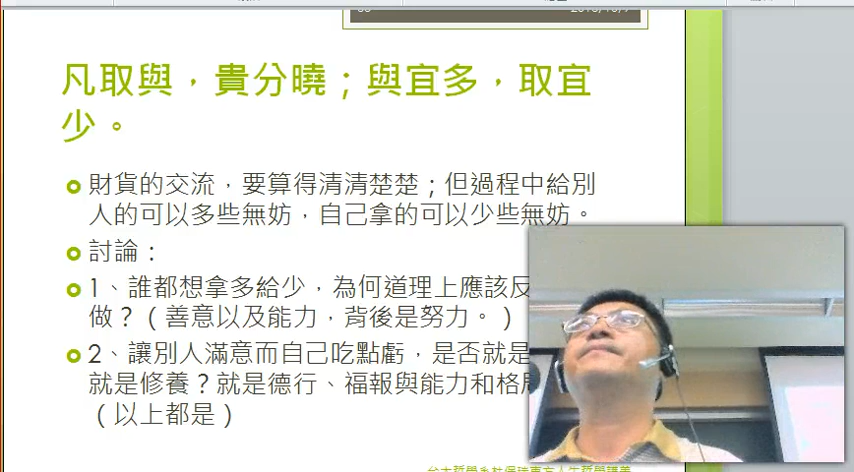 凡取與，貴分曉；與宜多，取宜
少。
財貨的交流，要算得清清楚楚；但過程中給別
人的可以多些無妨，自己拿的可以少些無妨。
討論：
1、誰都想拿多給少，為何道理上應該反
做？（善意以及能力，背後是努力。）
2、讓別人滿意而自己吃點虧，是否就是
就是修養？就是德行、福報與能力和格
（以上都是）